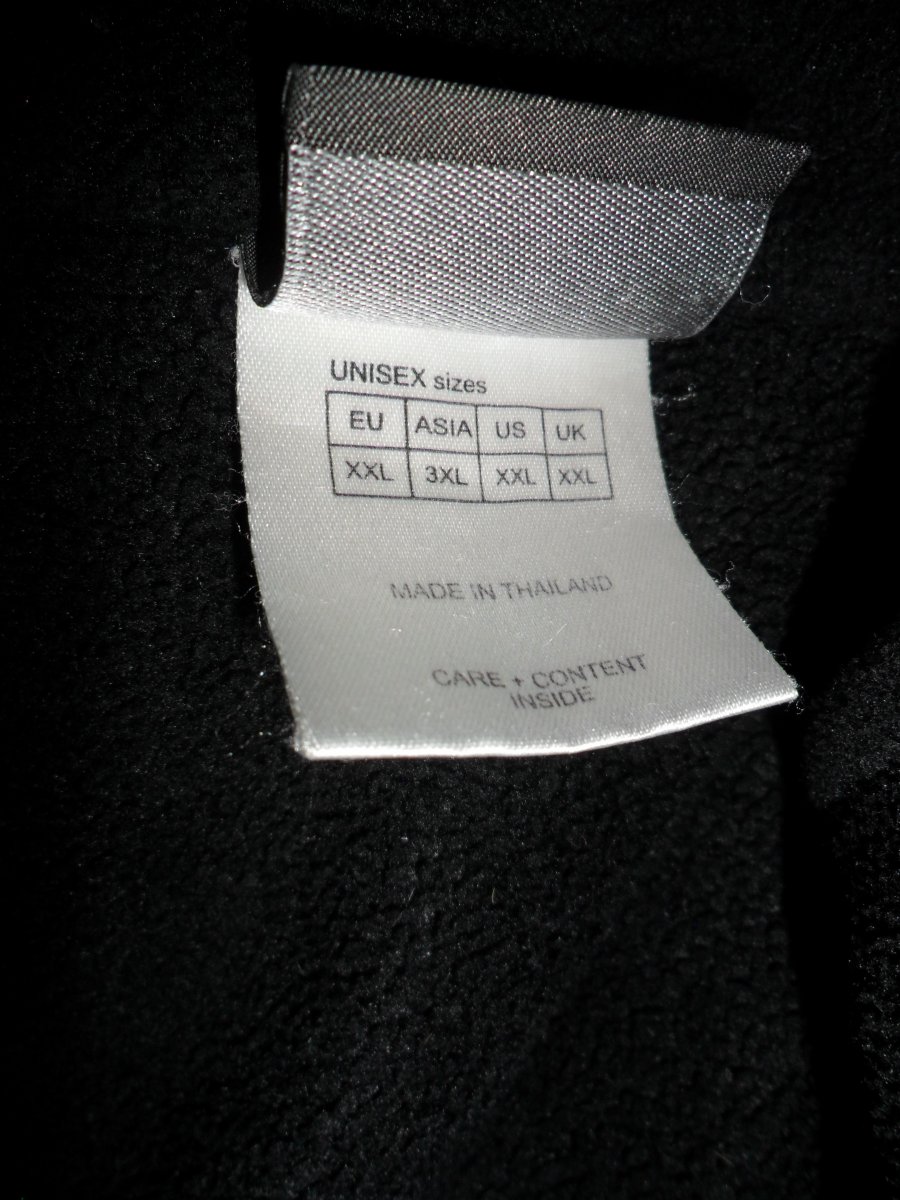 UNISEX sizes
EU ASIA US UK
XXL 3XL XXL XXL
MADE IN THAILAND
CARE + CONTENT
INSIDE